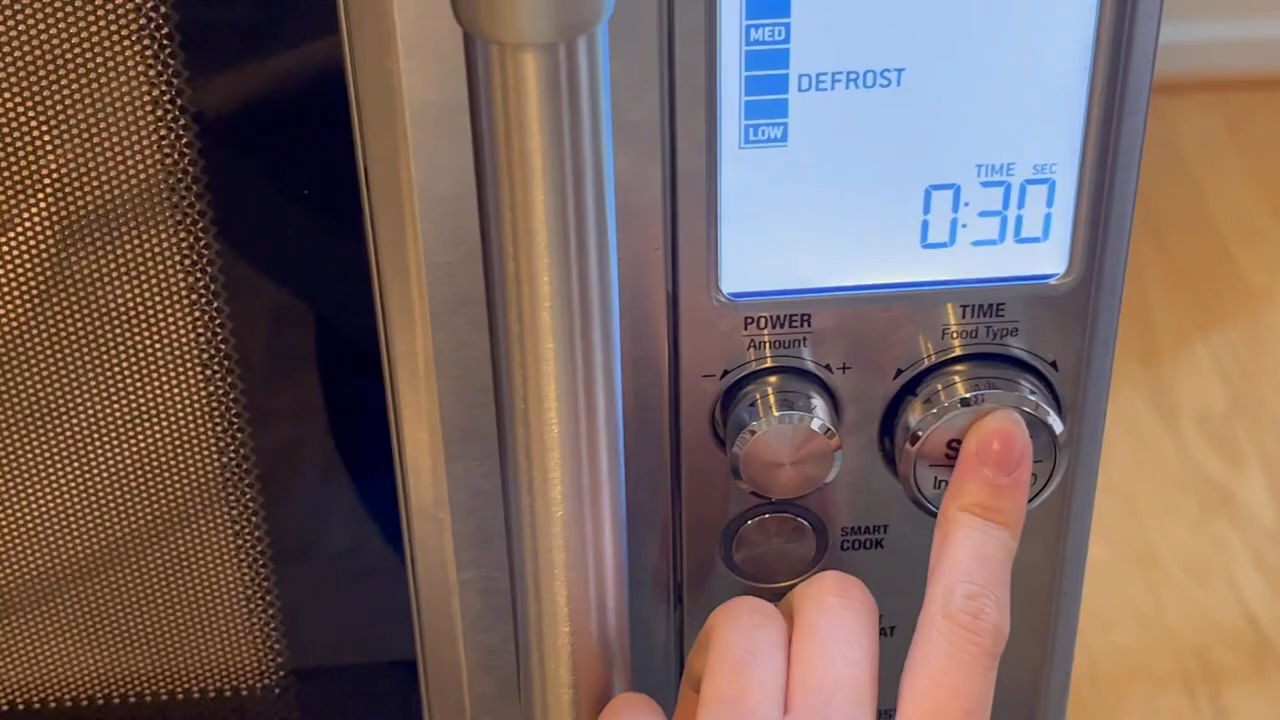 MED
DEFROST
LOW
TIME SEC
0:30
POWER
Amount
- +
TIME
Food Type
SMART
COOK